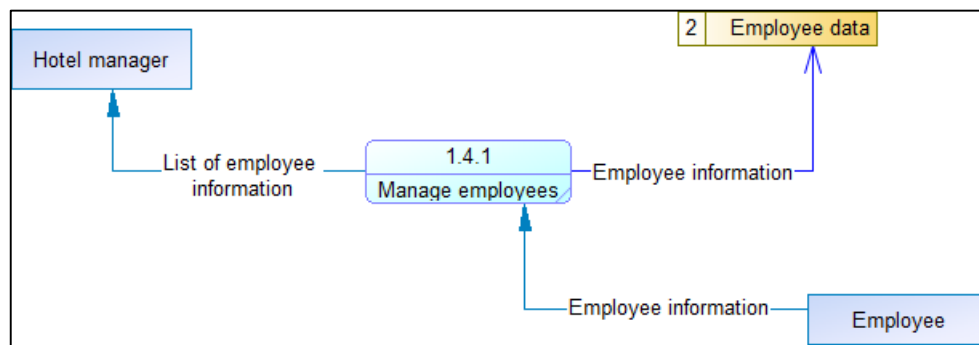 2 Employee data
Hotel manager
1.4.1
List of employee
information
Employee information
Manage employees
Employee information
Employee